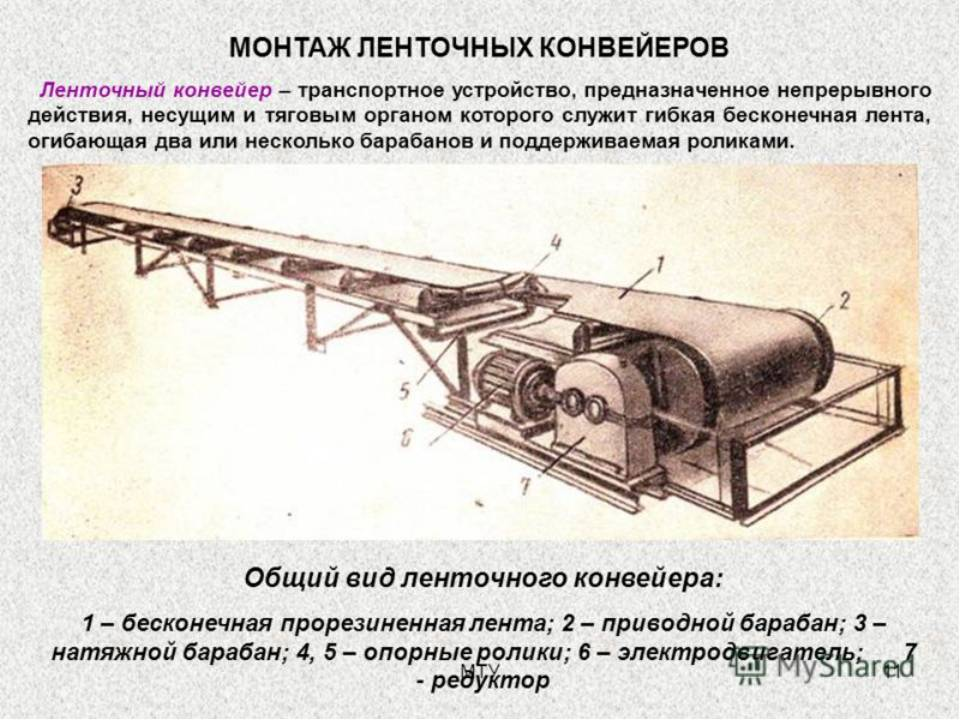 МОНТАЖ ЛЕНТОЧНЫХ КОНВЕЙЕРОВ
Ленточный конвейер – транспортное устройство, предназначенное непрерывного
действия, несущим и тяговым органом которого служит гибкая бесконечная лента,
огибающая два или несколько барабанов и поддерживаемая роликами.
3
4
1
2
5
6
7
Общий вид ленточного конвейера:
1 – бесконечная прорезиненная лента; 2 – приводной барабан; 3 –
натяжной барабан; 4, 5 – опорные ролики; 6 – электродвигатель; 7
- редуктор
МТУ
11
MyShared